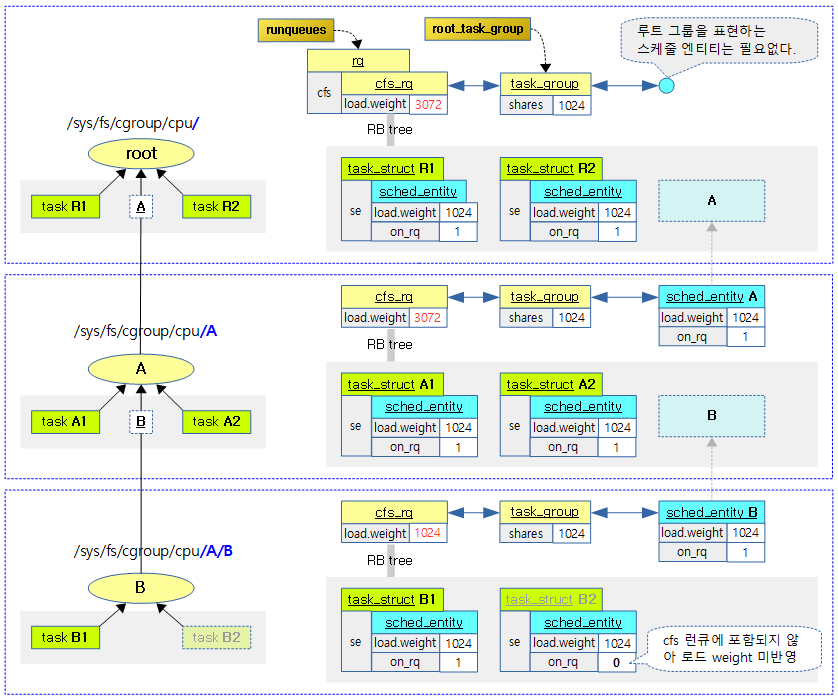 runqueues
root_task_group
루트 그룹을 표현하는
스케줄 엔티티는 필요없다.
rq
cfs
cfs_rq
load.weight 3072
task_group
shares 1024
RB tree
/sys/fs/cgroup/cpu/
root
task R1
A
task R2
task_struct R1
se
sched_entity
load.weight 1024
on_rq 1
task_struct R2
se
sched_entity
load.weight 1024
on_rq 1
A
/sys/fs/cgroup/cpu/A
A
task A1
B
task A2
cfs_rq
load.weight 3072
task_group
shares 1024
sched_entity A
load.weight 1024
on_rq 1
RB tree
task_struct A1
se
sched_entity
load.weight 1024
on_rq 1
task_struct A2
se
sched_entity
load.weight 1024
on_rq 1
B
/sys/fs/cgroup/cpu/A/B
B
task B1
task B2
cfs_rq
load.weight 1024
task_group
shares 1024
sched_entity B
load.weight 1024
on_rq 1
RB tree
task_struct B1
se
sched_entity
load.weight 1024
on_rq 1
task_struct B2
se
sched_entity
load.weight 1024
on_rq 0
cfs 런큐에 포함되지 않
아 로드 weight 미반영